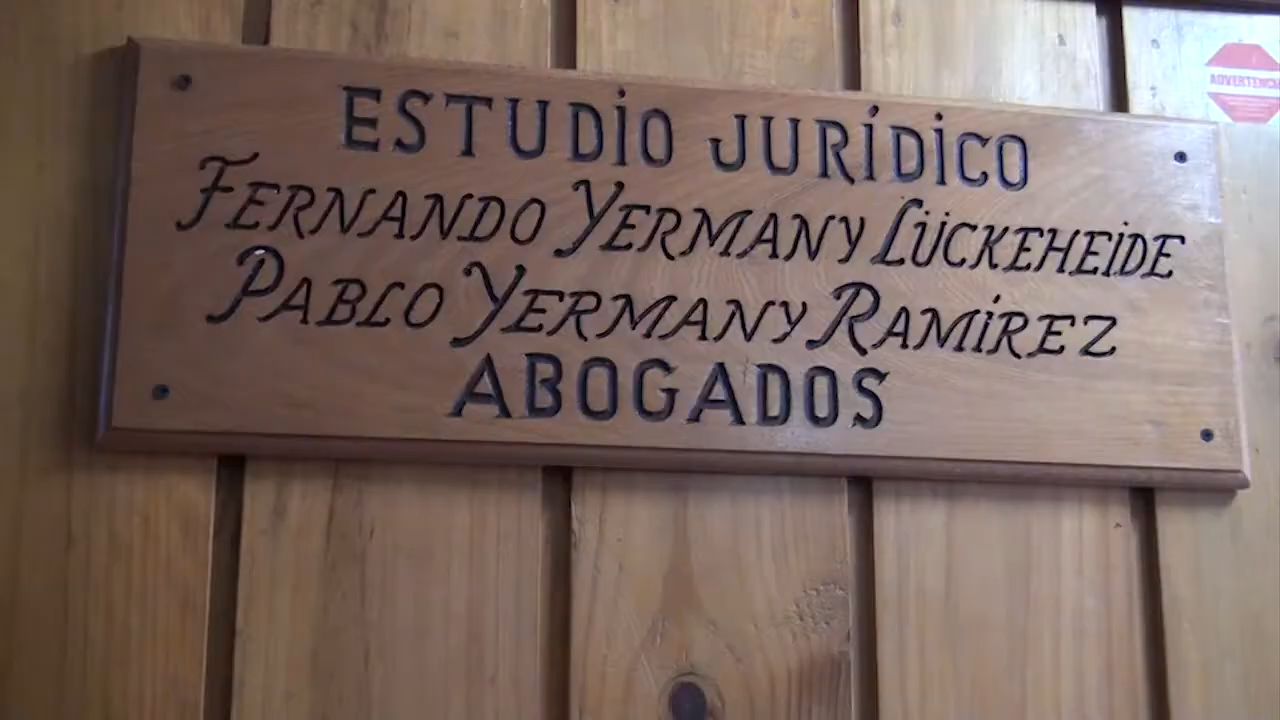 ESTUDIO JURÍDICO
FERNANDO YERMANY LÜCKEHEIDE
PABLO YERMANY RAMÍREZ
ABOGADOS